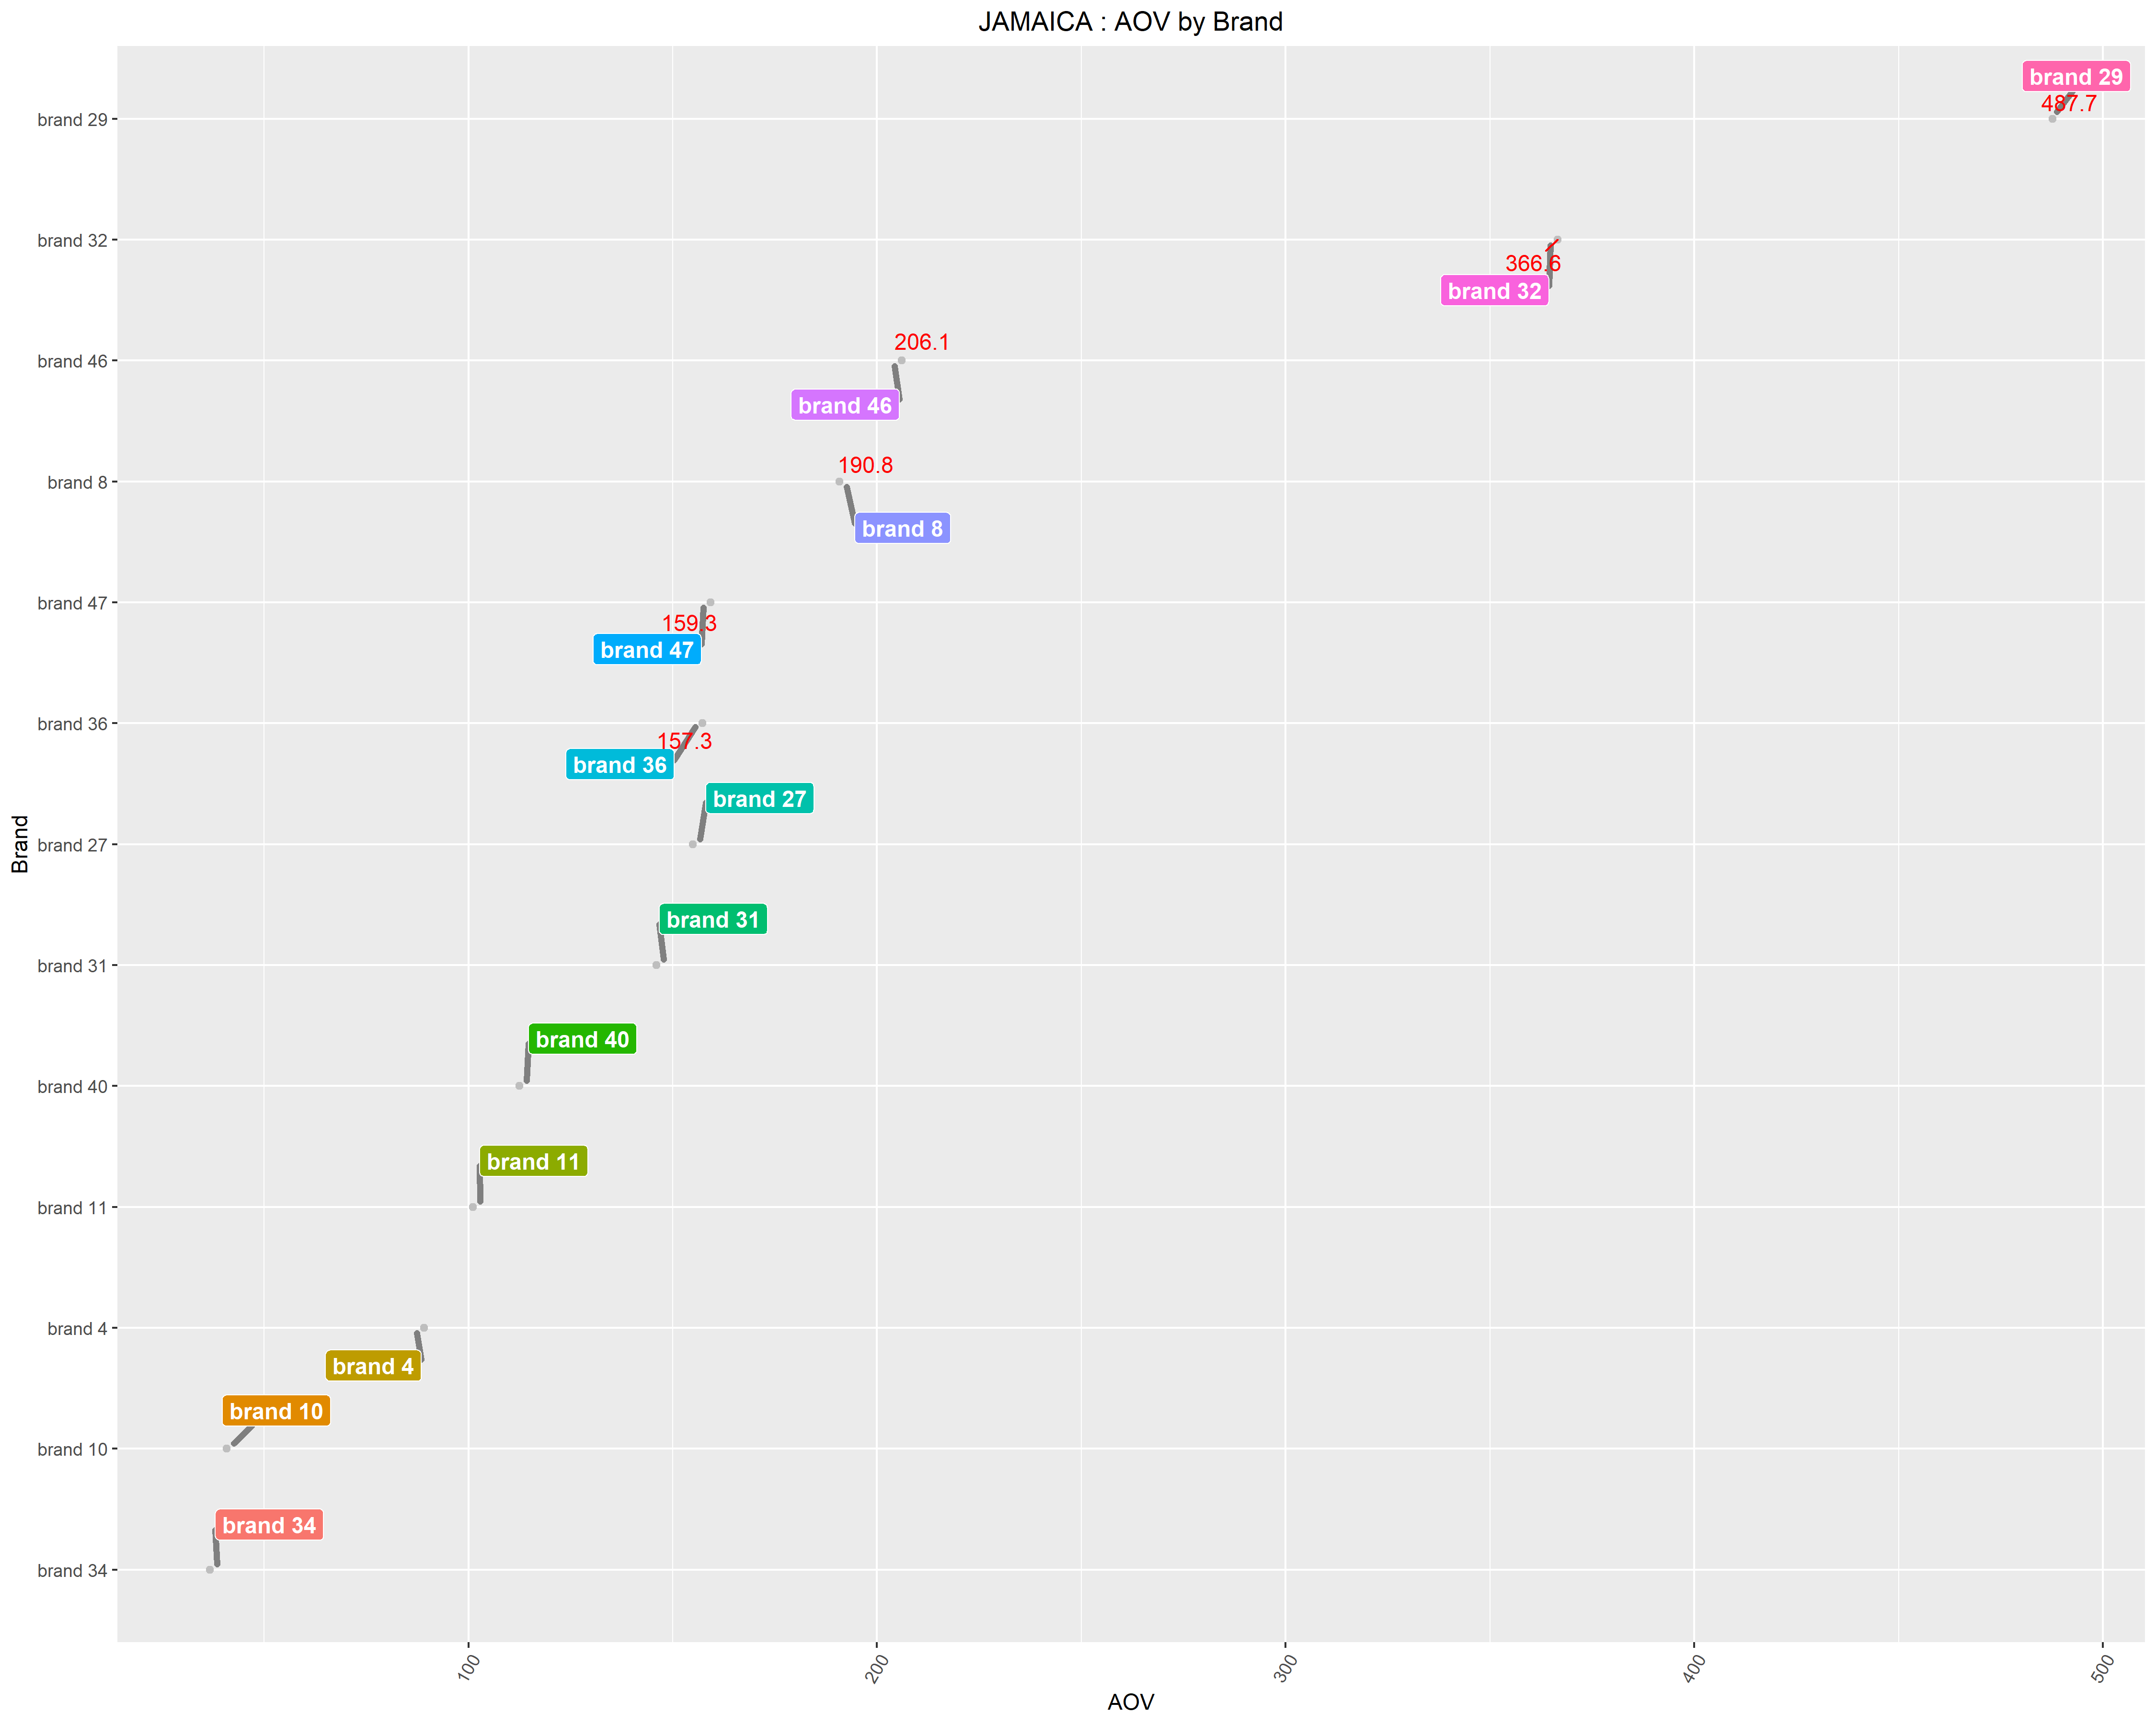 JAMAICA : AOV by Brand
brand 29
487.7
brand 29
brand 32
366.6
brand 32
206.1
brand 46
brand 46
190.8
brand 8
brand 8
brand 47
159.3
brand 47
brand 36
157.3
brand 36
brand 27
brand 27
brand 31
brand 31
brand 40
brand 40
brand 11
brand 11
brand 4
brand 4
brand 10
brand 10
brand 34
brand 34
Brand
100
200
300
400
500
AOV